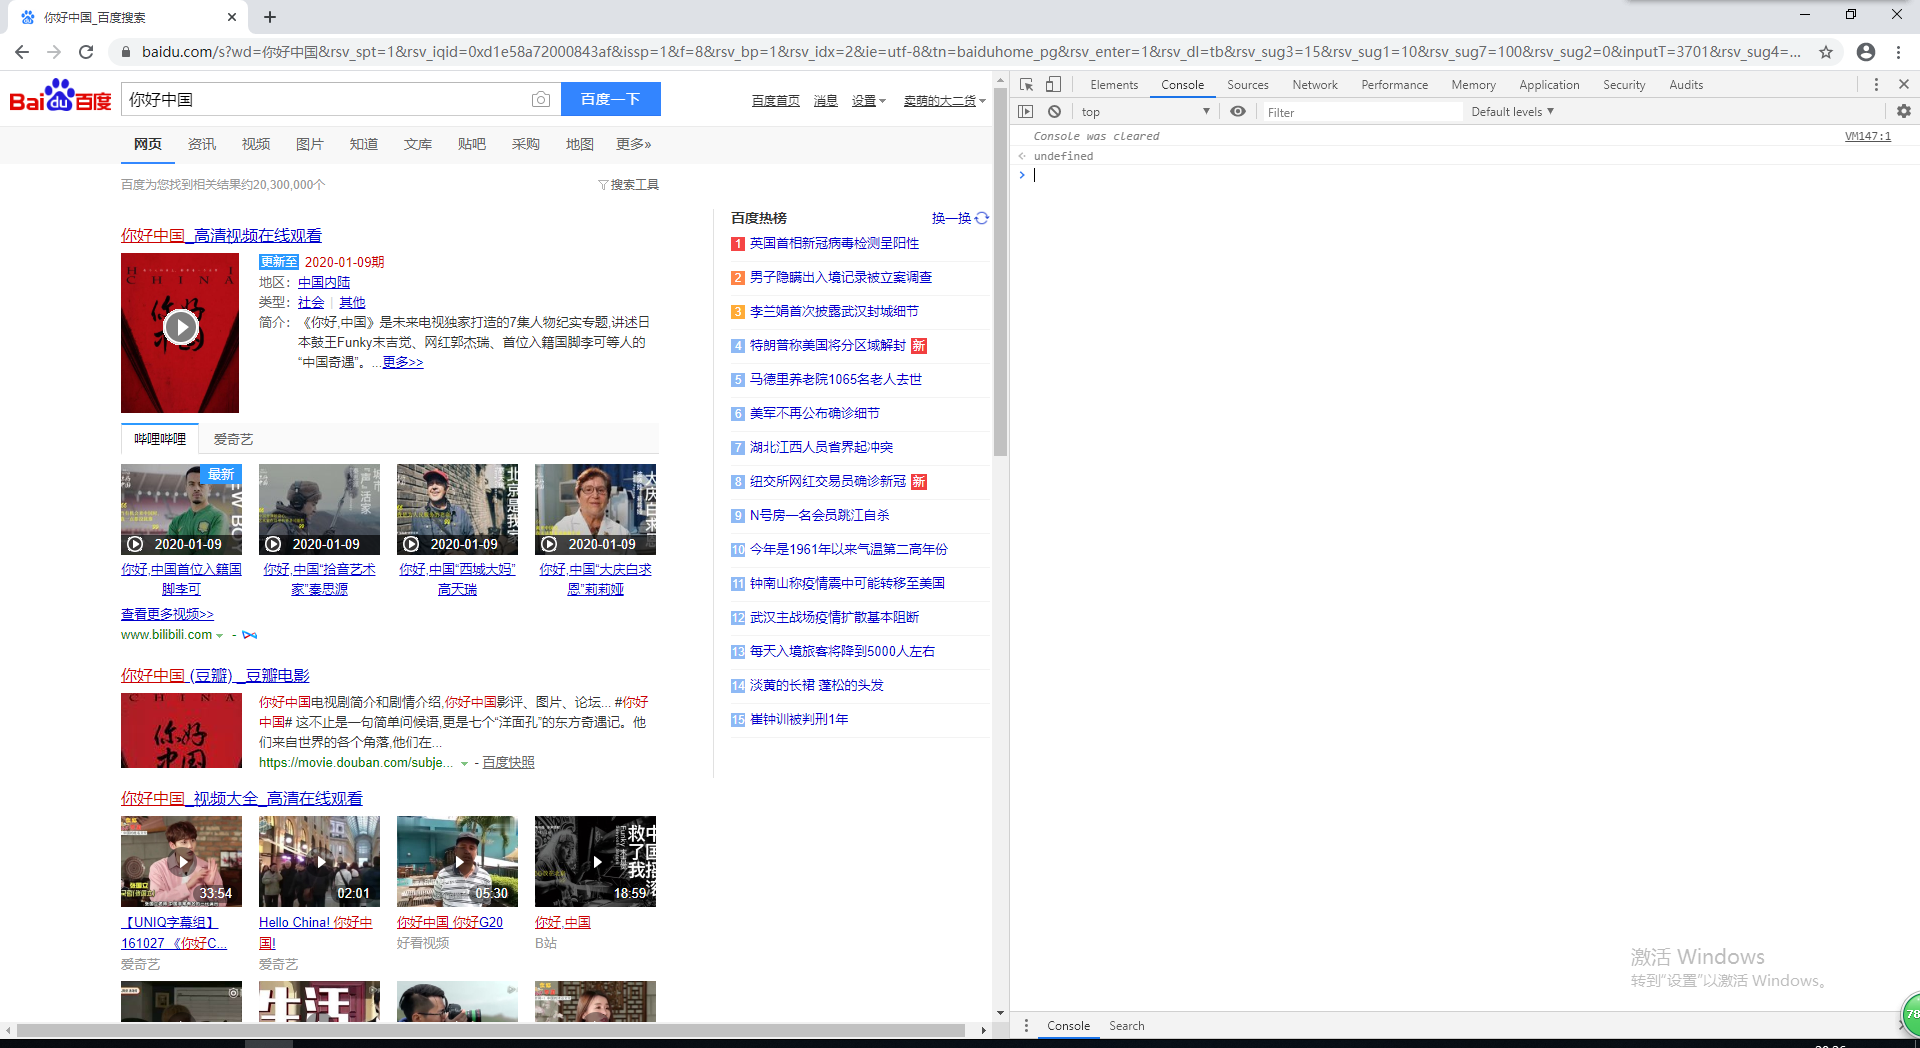 你好中国_百度搜索
baidu.com/s?wd=你好中国&rsv_spt=1&rsv_iqid=0xd1e58a72000843af&issp=1&f=8&rsv_bp=1&rsv_idx=2&ie=utf-8&tn=baiduhome_pg&rsv_enter=1&rsv_dl=tb&rsv_sug3=15&rsv_sug1=10&rsv_sug7=100&rsv_sug2=0&inputT=3701&rsv_sug4=...
Bai du 百度
你好中国
百度一下
百度首页 消息 设置 卖萌的大二货
网页 资讯 视频 图片 知道 文库 贴吧 采购 地图 更多»
百度为您找到相关结果约20,300,000个
搜索工具
你好中国_高清视频在线观看
HI
CHINA
你好
中国
更新至 2020-01-09期
地区: 中国内陆
类型: 社会 | 其他
简介: 《你好,中国》是未来电视独家打造的7集人物纪实专题,讲述日
本鼓王Funky末吉觉、网红郭杰瑞、首位入籍国脚李可等人的
“中国奇遇”。...更多>>
哔哩哔哩 爱奇艺
最新
2020-01-09 2020-01-09 2020-01-09 2020-01-09
你好,中国首位入籍国
脚李可
你好,中国“拾音艺术
家”秦思源
你好,中国“西城大妈”
高天瑞
你好,中国“大庆白求
恩”莉莉娅
查看更多视频>>
www.bilibili.com -
你好中国 (豆瓣)_豆瓣电影
CHINA
你好
中国
你好中国电视剧简介和剧情介绍,你好中国影评、图片、论坛... #你好
中国# 这不止是一句简单问候语,更是七个“洋面孔”的东方奇遇记。他
们来自世界的各个角落,他们在...
https://movie.douban.com/subje... - 百度快照
你好中国_视频大全_高清在线观看
33:54 02:01 05:30 18:59
【UNIQ字幕组】
161027 《你好C...
爱奇艺
Hello China! 你好中
国!
爱奇艺
你好中国 你好G20
好看视频
你好,中国
B站
生活
百度热榜
换一换
1 英国首相新冠病毒检测呈阳性
2 男子隐瞒出入境记录被立案调查
3 李兰娟首次披露武汉封城细节
4 特朗普称美国将分区域解封 新
5 马德里养老院1065名老人去世
6 美军不再公布确诊细节
7 湖北江西人员省界起冲突
8 纽交所网红交易员确诊新冠 新
9 N号房一名会员跳江自杀
10 今年是1961年以来气温第二高年份
11 钟南山称疫情震中可能转移至美国
12 武汉主战场疫情扩散基本阻断
13 每天入境旅客将降到5000人左右
14 淡黄的长裙 蓬松的头发
15 崔钟训被判刑1年
Elements Console Sources Network Performance Memory Application Security Audits
top Filter Default levels
Console was cleared VM147:1
undefined
激活 Windows
转到“设置”以激活 Windows。
78
Console Search